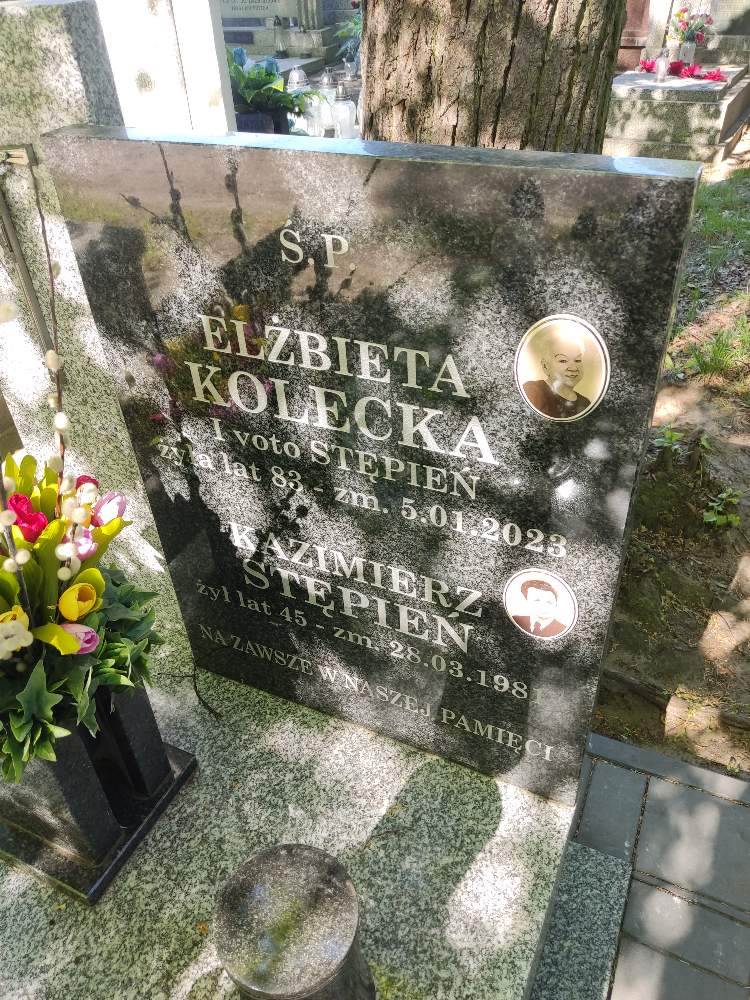 Ś.P.
ELŻBIETA
KOLECKA
I voto STĘPIEŃ
żyła lat 83 - zm. 5.01.2023
KAZIMIERZ
STĘPIEŃ
żył lat 45 - zm. 28.03.1981
NA ZAWSZE W NASZEJ PAMIĘCI